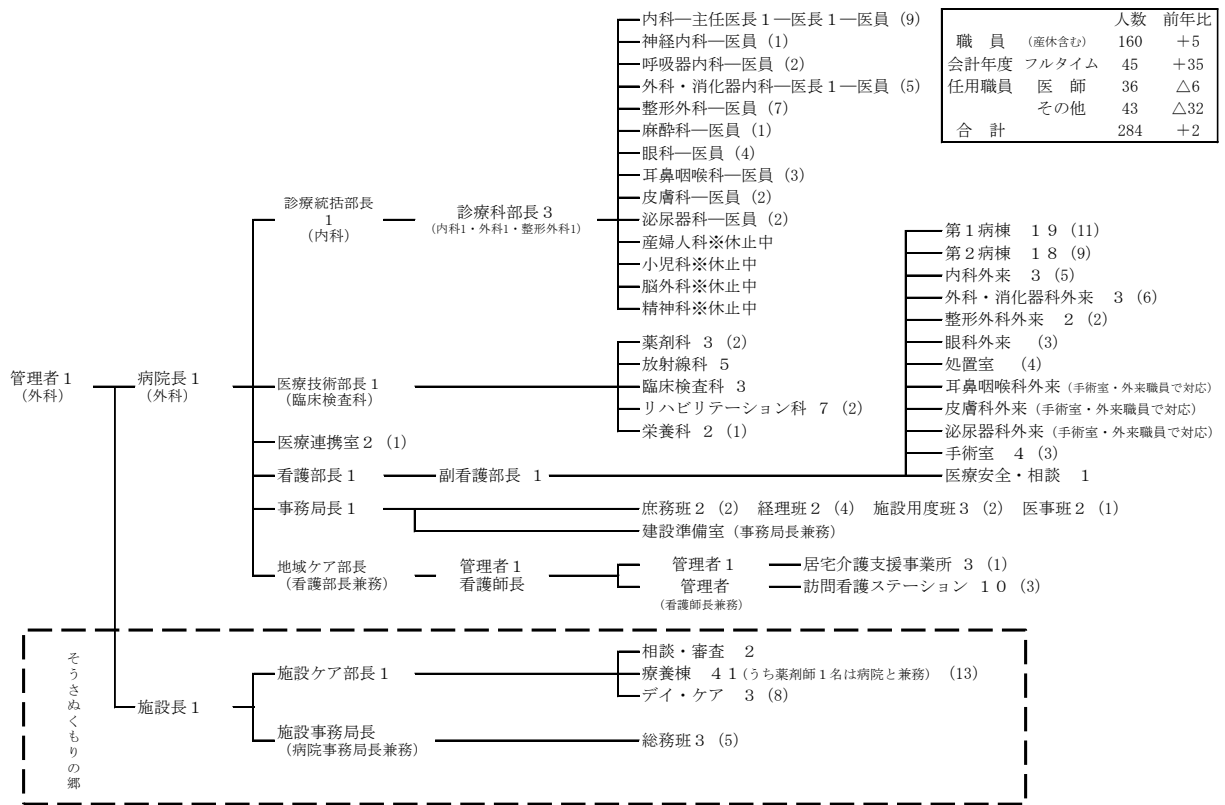 人数 前年比
職　員 （産休含む） 160 +5
会計年度 フルタイム 45 +35
任用職員 医　師 36 △6
その他 43 △32
合　計 284 +2
管理者1
（外科）
病院長1
（外科）
診療統括部長
1
（内科）
診療科部長3
（内科1・外科1・整形外科1）
内科―主任医長1―医長1―医員（9）
神経内科―医員（1）
呼吸器内科―医員（2）
外科・消化器内科―医長1―医員（5）
整形外科―医員（7）
麻酔科―医員（1）
眼科―医員（4）
耳鼻咽喉科―医員（3）
皮膚科―医員（2）
泌尿器科―医員（2）
産婦人科※休止中
小児科※休止中
脳外科※休止中
精神科※休止中
医療技術部長1
（臨床検査科）
薬剤科　3（2）
放射線科　5
臨床検査科　3
リハビリテーション科　7（2）
栄養科　2（1）
医療連携室2（1）
看護部長1
副看護部長　1
第1病棟　19（11）
第2病棟　18（9）
内科外来　3（5）
外科・消化器科外来　3（6）
整形外科外来　2（2）
眼科外来　（3）
処置室　（4）
耳鼻咽喉科外来（手術室・外来職員で対応）
皮膚科外来（手術室・外来職員で対応）
泌尿器科外来（手術室・外来職員で対応）
手術室　4（3）
医療安全・相談　1
事務局長1
庶務班2（2）　経理班2（4）　施設用度班3（2）　医事班2（1）
建設準備室（事務局長兼務）
地域ケア部長
（看護部長兼務）
管理者1
看護師長
管理者1
居宅介護支援事業所　3（1）
管理者
（看護師長兼務）
訪問看護ステーション　10（3）
そうさぬくもりの郷
施設長1
施設ケア部長1
相談・審査　2
療養棟　41（うち薬剤師1名は病院と兼務）（13）
デイ・ケア　3（8）
施設事務局長
（病院事務局長兼務）
総務班3（5）